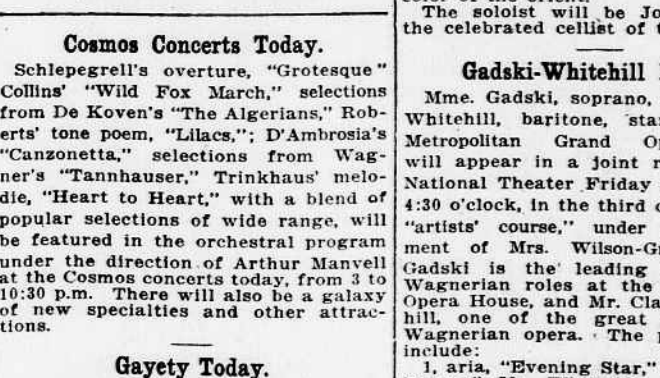 Cosmos Concerts Today.
Schlepegrell's overture, "Grotesque"
Collins' "Wild Fox March," selections
from De Koven's "The Algerians," Rob-
erts' tone poem, "Lilacs,"; D'Ambrosia's
"Canzonetta," selections from Wag-
ner's "Tannhauser," Trinkhaus' melo-
die, "Heart to Heart," with a blend of
popular selections of wide range, will
be featured in the orchestral program
under the direction of Arthur Manvell
at the Cosmos concerts today, from 3 to
10:30 p.m. There will also be a galaxy
of new specialties and other attrac-
tions.
Gayety Today.
The soloist will be Jo
the celebrated cellist of t
Gadski-Whitehill
Mme. Gadski, soprano,
Whitehill, baritone, sta
Metropolitan Grand Op
will appear in a joint r
National Theater Friday
4:30 o'clock, in the third
"artists' course," under
ment of Mrs. Wilson-G
Gadski is the leading
Wagnerian roles at the
Opera House, and Mr. Cla
hill, one of the great
Wagnerian opera. The p
include:
1, aria, "Evening Star,"